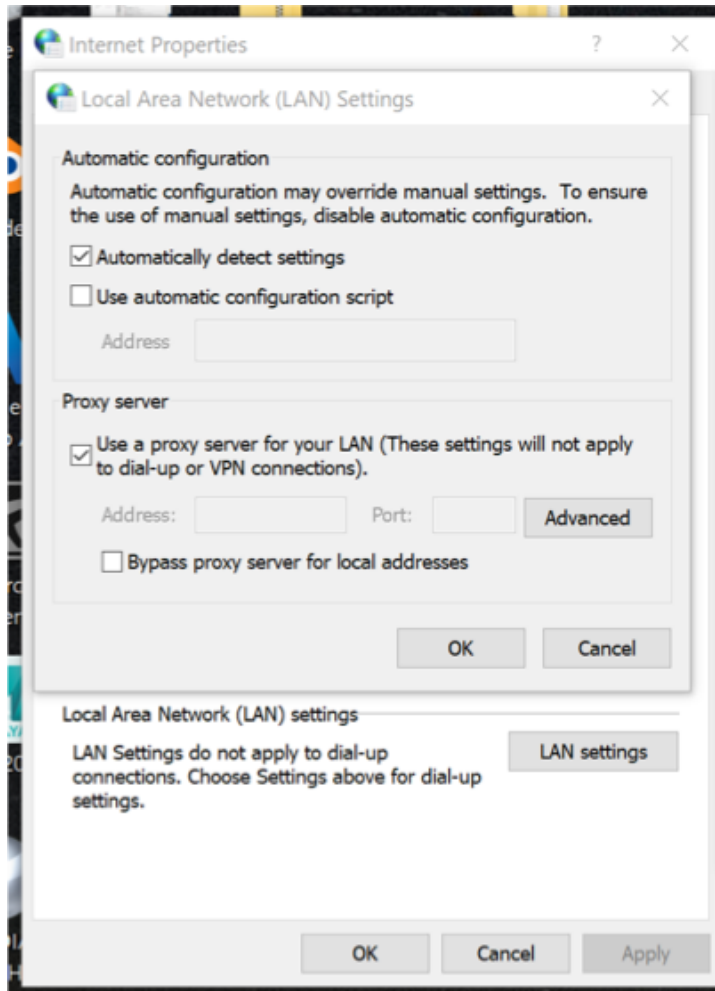 Internet Properties
Local Area Network (LAN) Settings
Automatic configuration
Automatic configuration may override manual settings. To ensure
the use of manual settings, disable automatic configuration.
Automatically detect settings
Use automatic configuration script
Address
Proxy server
Use a proxy server for your LAN (These settings will not apply
to dial-up or VPN connections).
Address:
Port:
Advanced
Bypass proxy server for local addresses
OK
Cancel
Local Area Network (LAN) settings
LAN Settings do not apply to dial-up
connections. Choose Settings above for dial-up
settings.
LAN settings
OK
Cancel
Apply